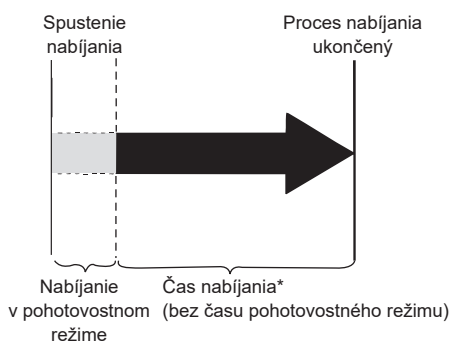 Spustenie
nabíjania
Proces nabíjania
ukončený
Nabíjanie
v pohotovostnom
režime
Čas nabíjania*
(bez času pohotovostného režimu)